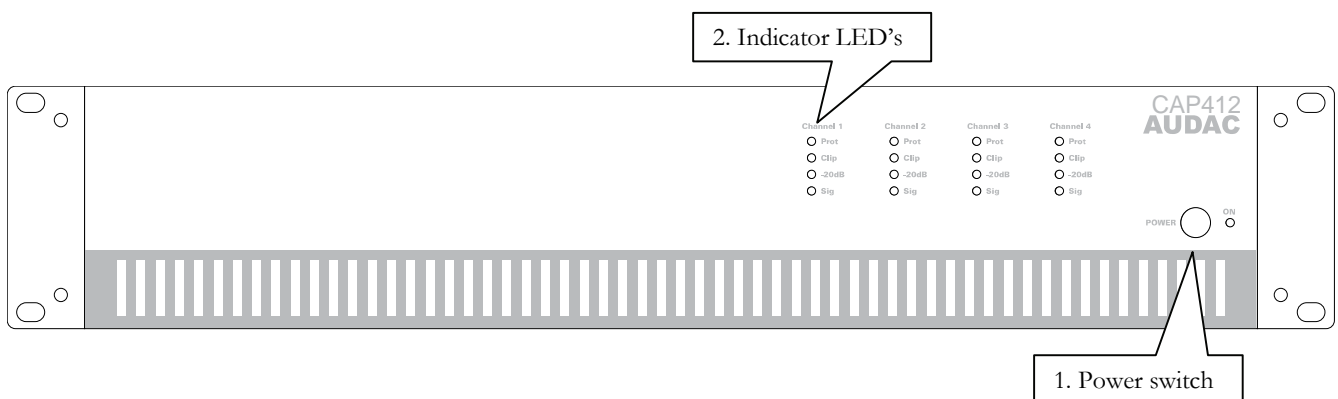 2. Indicator LED's
CAP412
AUDAC
Channel 1 Channel 2 Channel 3 Channel 4
Prot Prot Prot Prot
Clip Clip Clip Clip
-20dB -20dB -20dB -20dB
Sig Sig Sig Sig
POWER ON
1. Power switch